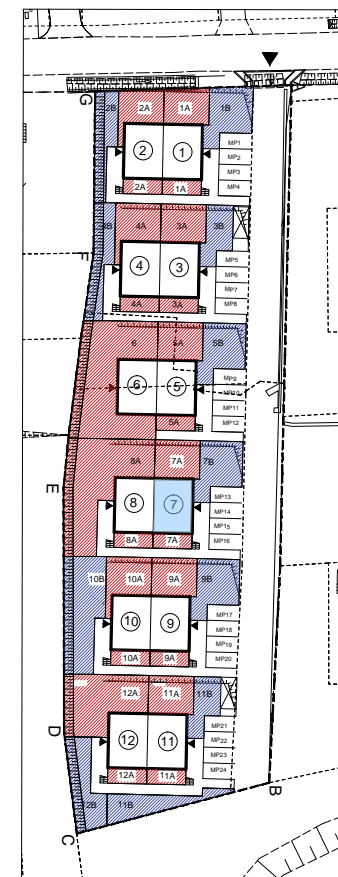 G
2B 2A 1A 1B
2 1
2A 1A
MP1
MP2
MP3
MP4
F
4B 4A 3A 3B
4 3
4A 3A
MP5
MP6
MP7
MP8
6 5A 5B
6 5
5A
MP9
MP10
MP11
MP12
E
8A 7A 7B
8 7
8A 7A
MP13
MP14
MP15
MP16
10B 10A 9A 9B
10 9
10A 9A
MP17
MP18
MP19
MP20
D
12A 11A 11B
12 11
12A 11A
MP21
MP22
MP23
MP24
B
12B 11B
C